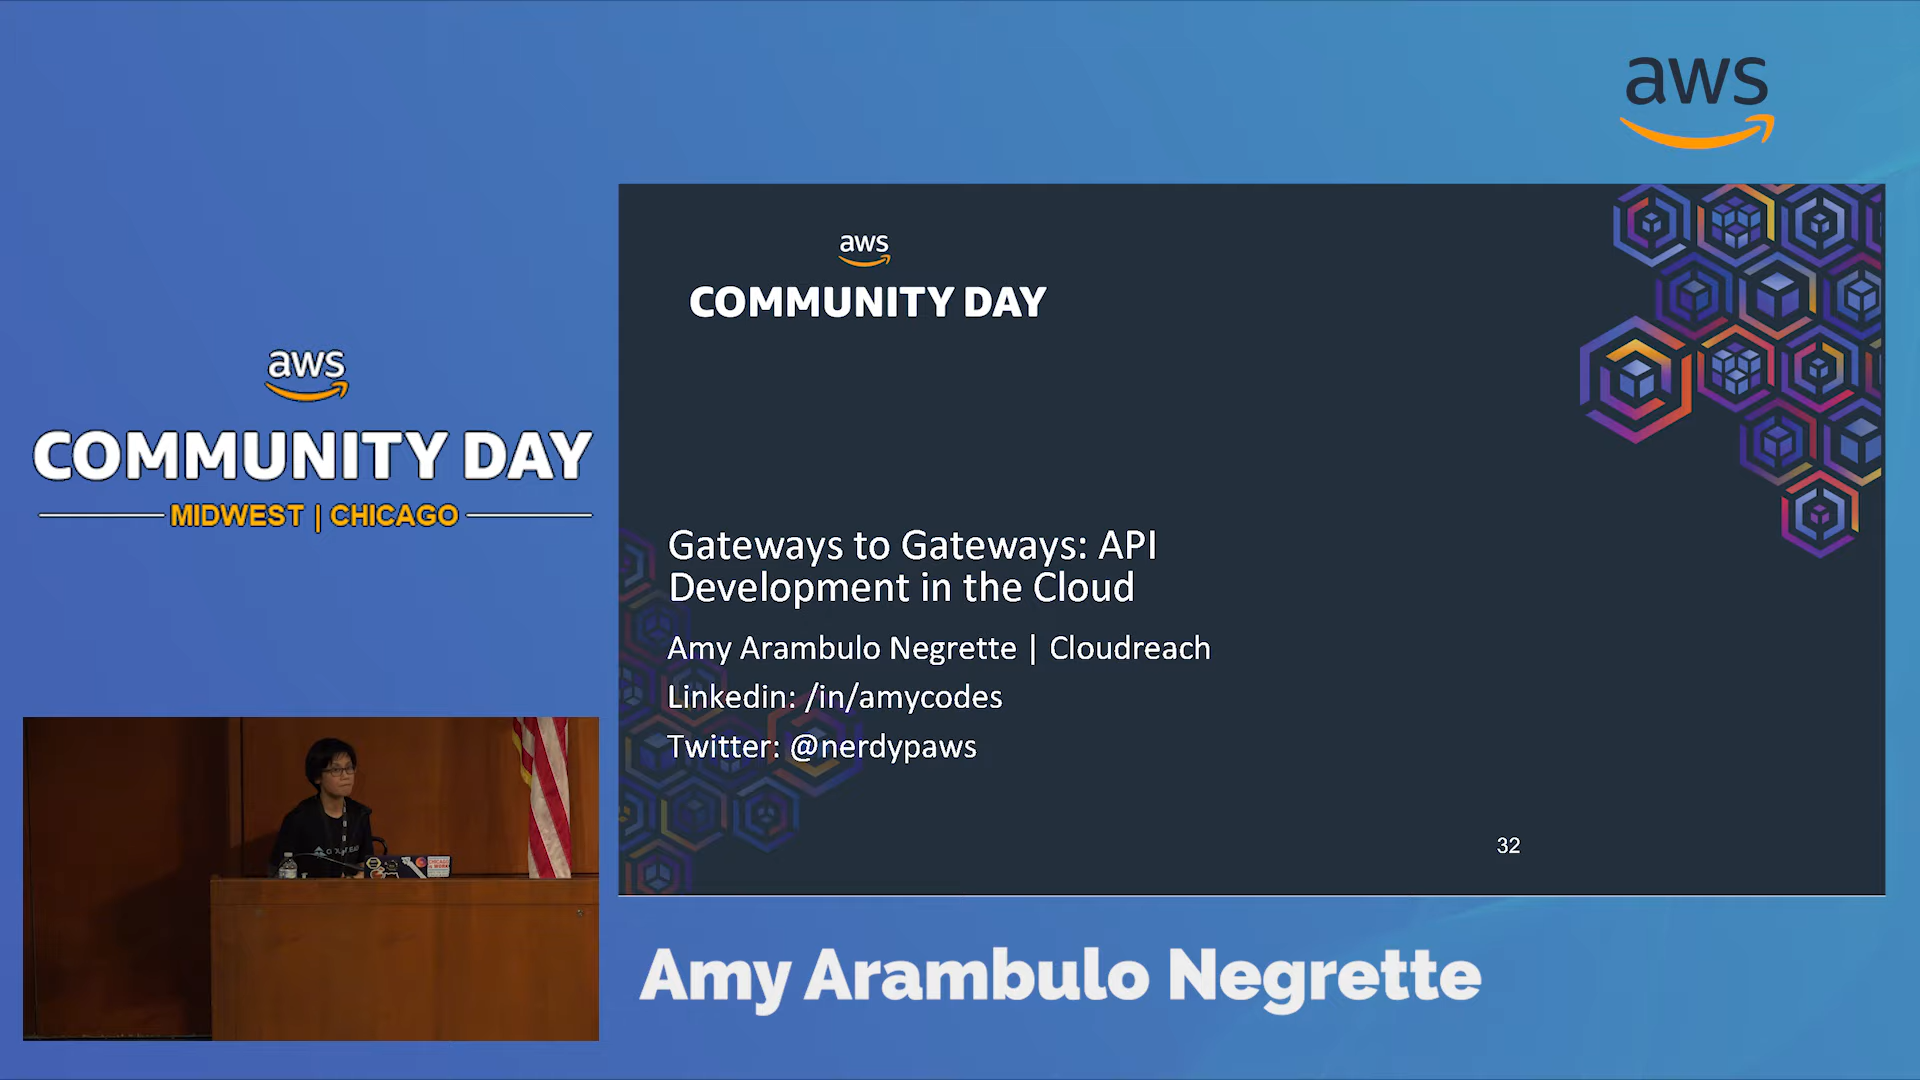 aws
aws
COMMUNITY DAY
aws
COMMUNITY DAY
MIDWEST | CHICAGO
Gateways to Gateways: API
Development in the Cloud
Amy Arambulo Negrette | Cloudreach
Linkedin: /in/amycodes
Twitter: @nerdypaws
32
Amy Arambulo Negrette